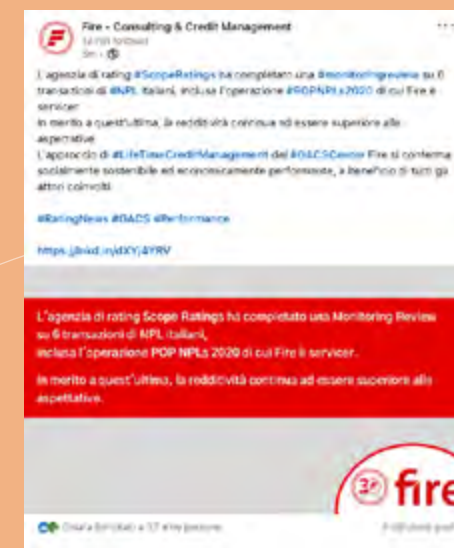 Fire - Consulting & Credit Management
L'agenzia di rating #ScopeRatings ha completato una #monitoringreview su 6
transazioni di #NPL italiani, inclusa l'operazione #POPNPLs2020 di cui Fire è
servicer
In merito a quest'ultima, la redditività continua ad essere superiore alle
aspettative
L'approccio di #LifeTimeCreditManagement del #GACSCenter Fire si conferma
socialmente sostenibile ed economicamente performante, a beneficio di tutti gli
attori coinvolti
#RatingNews #GACS #Performance
L'agenzia di rating Scope Ratings ha completato una Monitoring Review
su 6 transazioni di NPL italiani,
inclusa l'operazione POP NPLs 2020 di cui Fire è servicer.
In merito a quest'ultima, la redditività continua ad essere superiore alle
aspettative.
fire